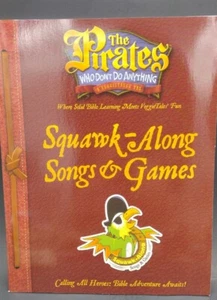 The
Pirates
WHO DON'T DO ANYTHING
When Solid Bible Learning Meets VeggieTales Fun
Squawk-Along
Songs & Games
Calling All Heroes: Bible Adventure Awaits!